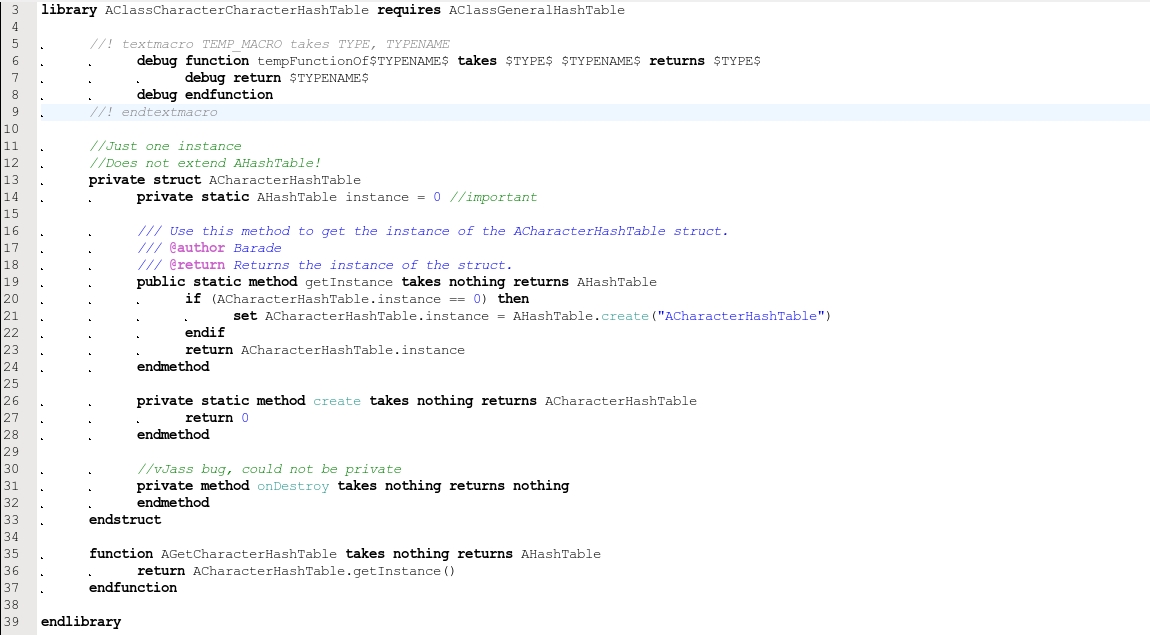 3 library AClassCharacterCharacterHashTable requires AClassGeneralHashTable
4
5 //! textmacro TEMP_MACRO takes TYPE, TYPENAME
6 debug function tempFunctionOf$TYPENAME$ takes $TYPE$ $TYPENAME$ returns $TYPE$
7 debug return $TYPENAME$
8 debug endfunction
9 //! endtextmacro
10
11 //Just one instance
12 //Does not extend AHashTable!
13 private struct ACharacterHashTable
14 private static AHashTable instance = 0 //important
15
16 /// Use this method to get the instance of the ACharacterHashTable struct.
17 /// @author Barade
18 /// @return Returns the instance of the struct.
19 public static method getInstance takes nothing returns AHashTable
20 if (ACharacterHashTable.instance == 0) then
21 set ACharacterHashTable.instance = AHashTable.create("ACharacterHashTable")
22 endif
23 return ACharacterHashTable.instance
24 endmethod
25
26 private static method create takes nothing returns ACharacterHashTable
27 return 0
28 endmethod
29
30 //vJass bug, could not be private
31 private method onDestroy takes nothing returns nothing
32 endmethod
33 endstruct
34
35 function AGetCharacterHashTable takes nothing returns AHashTable
36 return ACharacterHashTable.getInstance()
37 endfunction
38
39 endlibrary